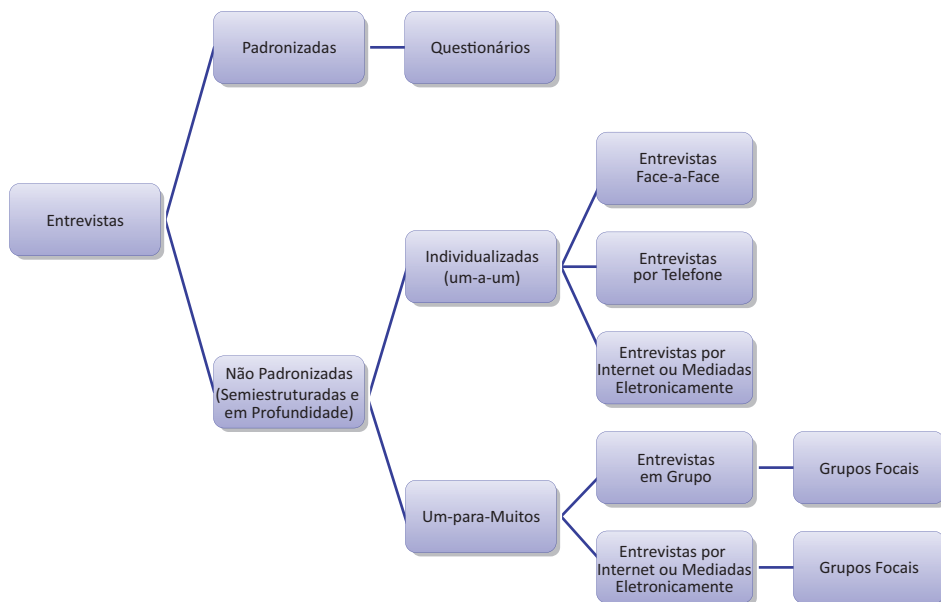 Padronizadas
Questionários
Entrevistas
Face-a-Face
Entrevistas
Individualizadas
(um-a-um)
Entrevistas
por Telefone
Entrevistas por
Internet ou Mediadas
Eletronicamente
Não Padronizadas
(Semiestruturadas e
em Profundidade)
Entrevistas
em Grupo
Grupos Focais
Um-para-Muitos
Entrevistas por
Internet ou Mediadas
Eletronicamente
Grupos Focais